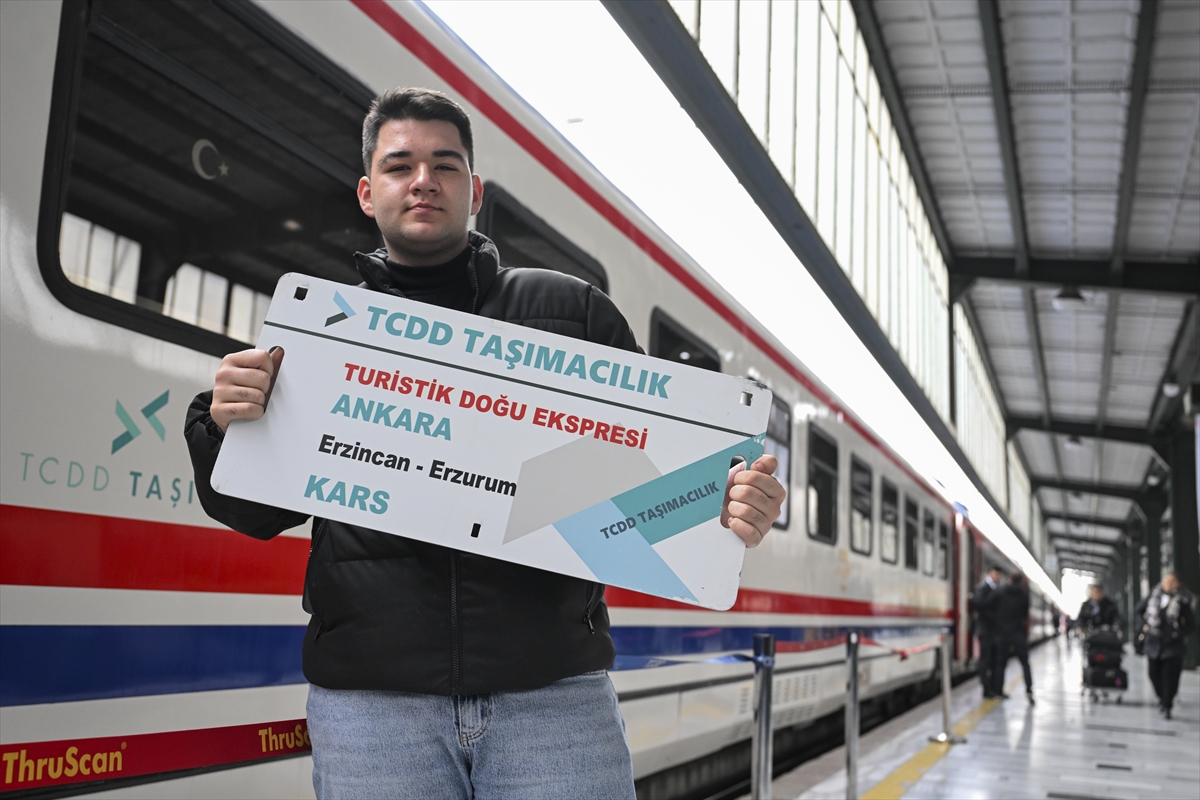 TCDD TAŞIMACILIK
TURİSTİK DOĞU EKSPRESİ
ANKARA
Erzincan - Erzurum
KARS
TCDD TAŞIMACILIK
TCDD TAŞI
ThruScan®
ThruScan